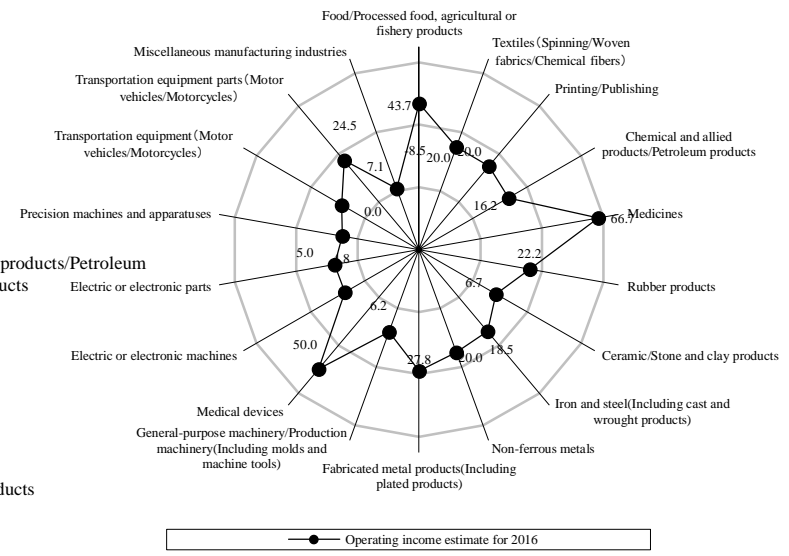 Food/Processed food, agricultural or
fishery products
Textiles(Spinning/Woven
fabrics/Chemical fibers)
Printing/Publishing
Chemical and allied
products/Petroleum products
Medicines
Rubber products
Ceramic/Stone and clay products
Iron and steel(Including cast and
wrought products)
Non-ferrous metals
Fabricated metal products(Including
plated products)
General-purpose machinery/Production
machinery(Including molds and
machine tools)
Medical devices
Electric or electronic machines
Electric or electronic parts
Precision machines and apparatuses
Transportation equipment(Motor
vehicles/Motorcycles)
Transportation equipment parts(Motor
vehicles/Motorcycles)
Miscellaneous manufacturing industries
43.7
20.0
20.0
16.2
66.7
22.2
6.7
18.5
20.0
27.8
6.2
50.0
5.0
0.0
7.1
24.5
-8.5
products/Petroleum
Operating income estimate for 2016